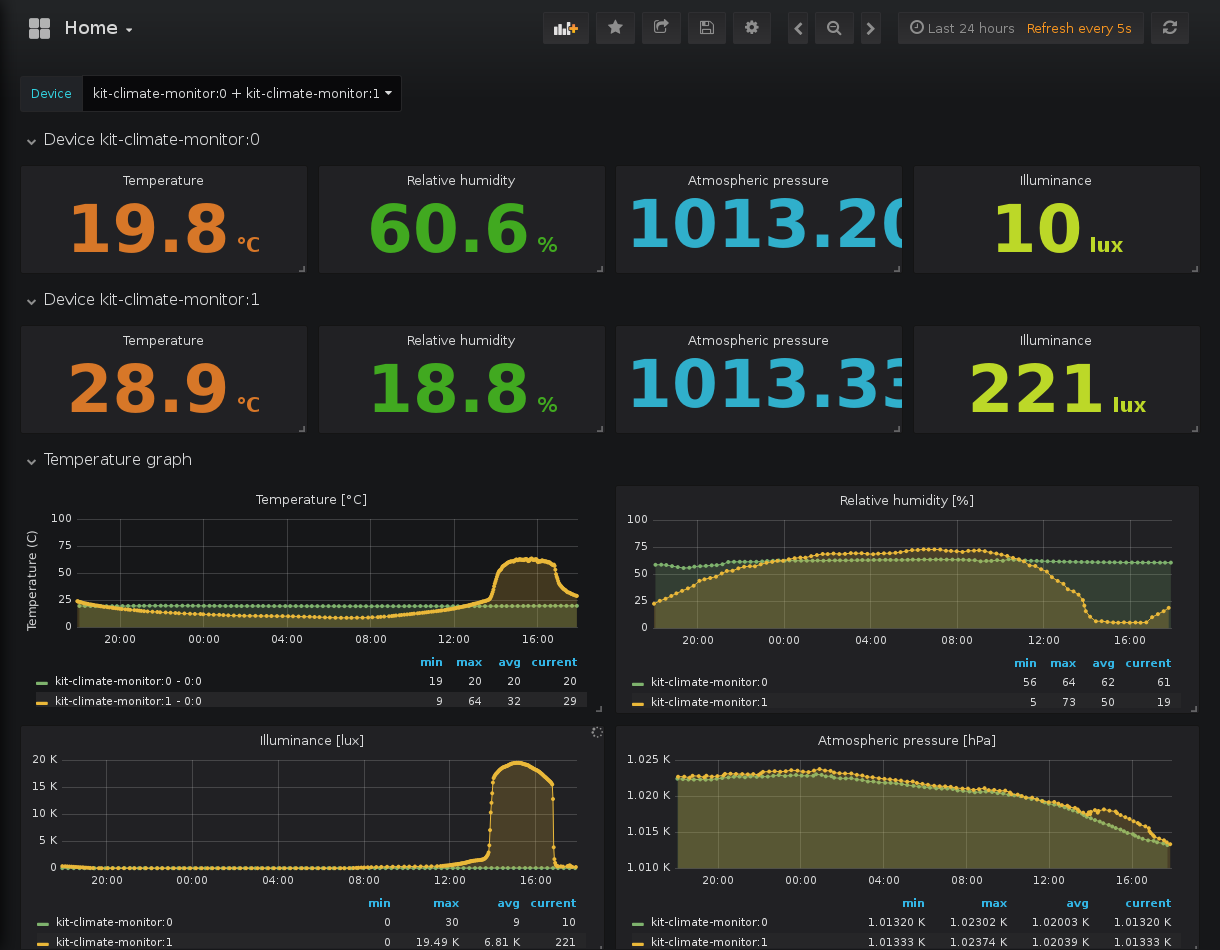 Home
Last 24 hours Refresh every 5s
Device kit-climate-monitor:0 + kit-climate-monitor:1
Device kit-climate-monitor:0
Temperature Relative humidity Atmospheric pressure Illuminance
19.8 °C 60.6 % 1013.20 10 lux
Device kit-climate-monitor:1
Temperature Relative humidity Atmospheric pressure Illuminance
28.9 °C 18.8 % 1013.33 221 lux
Temperature graph
Temperature [°C]
Temperature (C)
100
75
50
25
0
20:00 00:00 04:00 08:00 12:00 16:00
min max avg current
kit-climate-monitor:0 - 0:0 19 20 20 20
kit-climate-monitor:1 - 0:0 9 64 32 29
Relative humidity [%]
100
75
50
25
0
20:00 00:00 04:00 08:00 12:00 16:00
min max avg current
kit-climate-monitor:0 56 64 62 61
kit-climate-monitor:1 5 73 50 19
Illuminance [lux]
20 K
15 K
10 K
5 K
0
20:00 00:00 04:00 08:00 12:00 16:00
min max avg current
kit-climate-monitor:0 0 30 9 10
kit-climate-monitor:1 0 19.49 K 6.81 K 221
Atmospheric pressure [hPa]
1.025 K
1.020 K
1.015 K
1.010 K
20:00 00:00 04:00 08:00 12:00 16:00
min max avg current
kit-climate-monitor:0 1.01320 K 1.02302 K 1.02003 K 1.01320 K
kit-climate-monitor:1 1.01333 K 1.02374 K 1.02039 K 1.01333 K